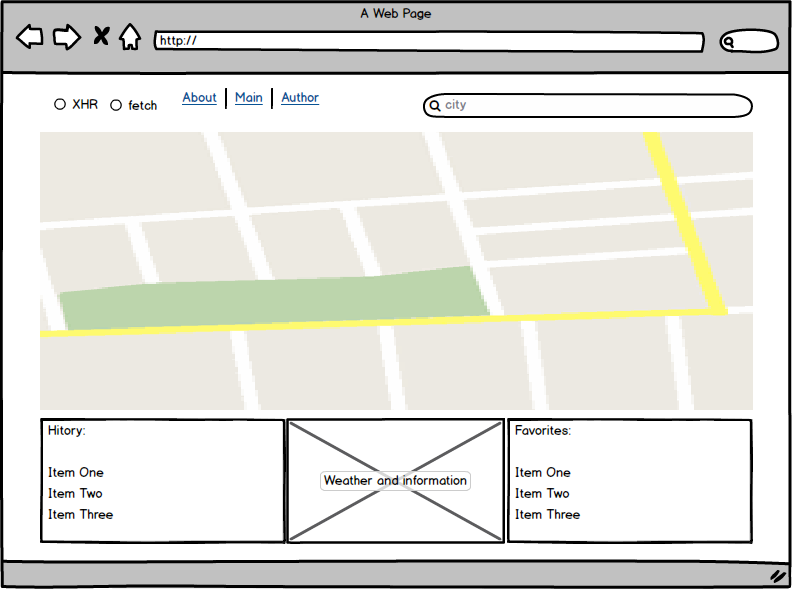 A Web Page
http://
XHR fetch About Main Author city
Hitory:
Item One
Item Two
Item Three
Weather and information
Favorites:
Item One
Item Two
Item Three